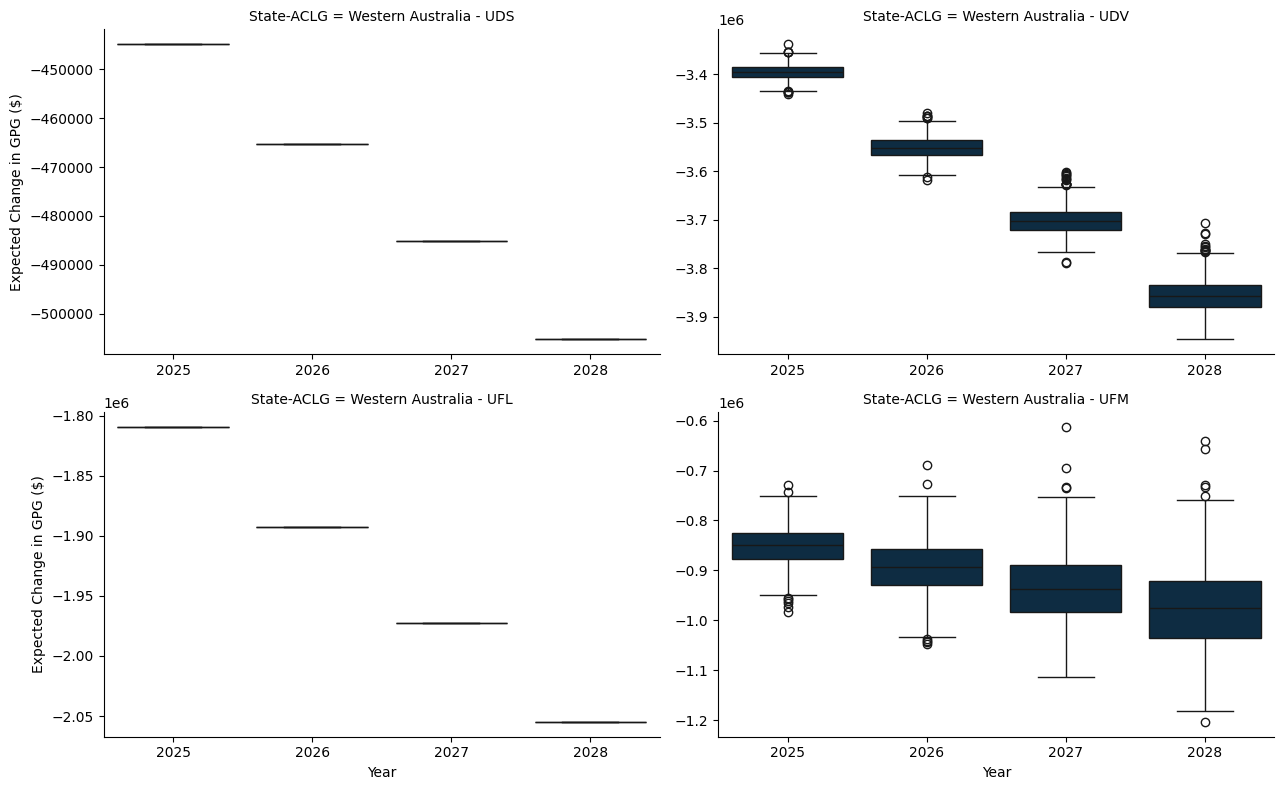 State-ACLG = Western Australia - UDS
Expected Change in GPG ($)
−450000
−460000
−470000
−480000
−490000
−500000
2025 2026 2027 2028
State-ACLG = Western Australia - UDV
1e6
−3.4
−3.5
−3.6
−3.7
−3.8
−3.9
2025 2026 2027 2028
State-ACLG = Western Australia - UFL
1e6
Expected Change in GPG ($)
−1.80
−1.85
−1.90
−1.95
−2.00
−2.05
2025 2026 2027 2028
Year
State-ACLG = Western Australia - UFM
1e6
−0.6
−0.7
−0.8
−0.9
−1.0
−1.1
−1.2
2025 2026 2027 2028
Year